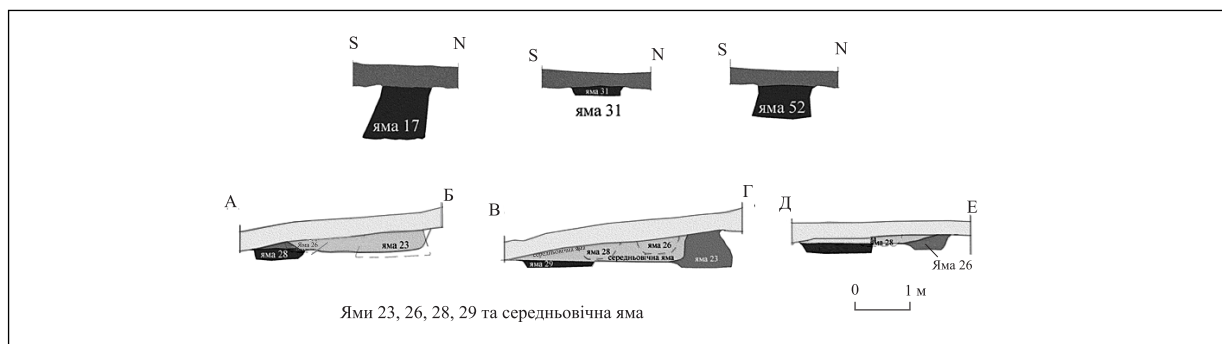 S N
S N
S N
яма 17
яма 31
яма 31
яма 52
А Б
Яма 26
яма 28
яма 23
В Г
середньовічна яма
яма 28
яма 26
середньовічна яма
яма 29
яма 23
Д Е
яма 28
Яма 26
0 1 м
Ями 23, 26, 28, 29 та середньовічна яма